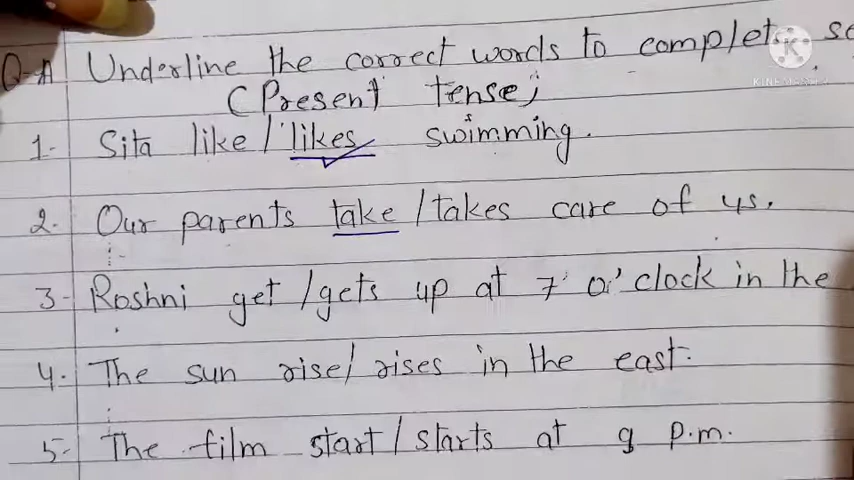 Q-A Underline the correct words to complet
(Present tense)
1- Sita like/likes swimming.
2- Our parents take/takes care of us.
3- Roshni get/gets up at 7 o'clock in the
4- The sun rise/rises in the east.
5- The film start/starts at 9 p.m.
KINEMASTER